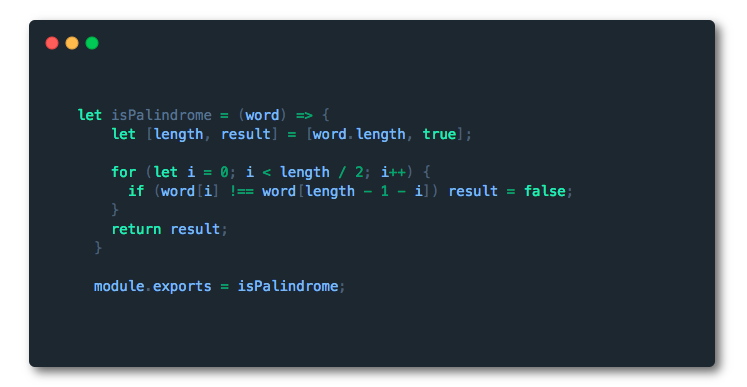 let isPalindrome = (word) => {
let [length, result] = [word.length, true];
for (let i = 0; i < length / 2; i++) {
if (word[i] !== word[length - 1 - i]) result = false;
}
return result;
}
module.exports = isPalindrome;